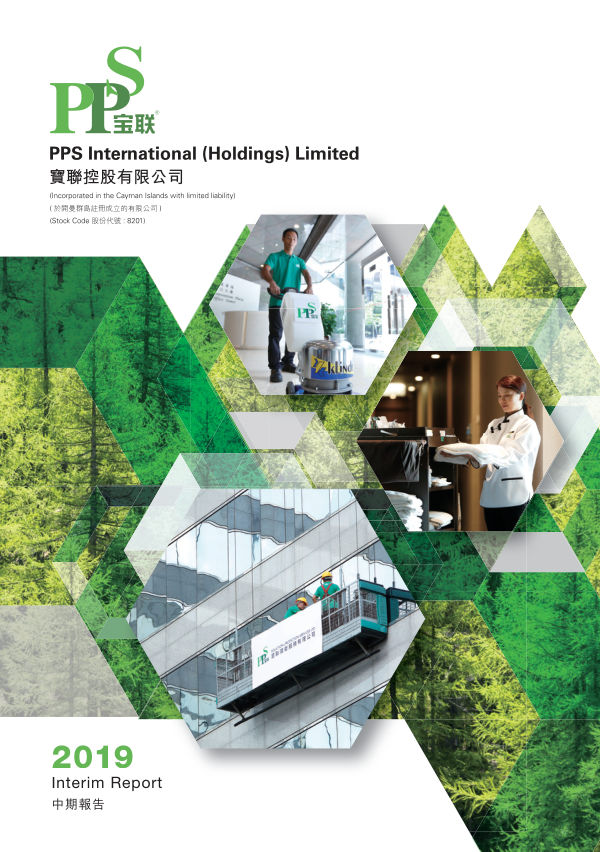 PPS
宝联®
PPS International (Holdings) Limited
寶聯控股有限公司
(Incorporated in the Cayman Islands with limited liability)
(於開曼群島註冊成立的有限公司)
(Stock Code 股份代號 : 8201)
PPS
PPS
2019
Interim Report
中期報告